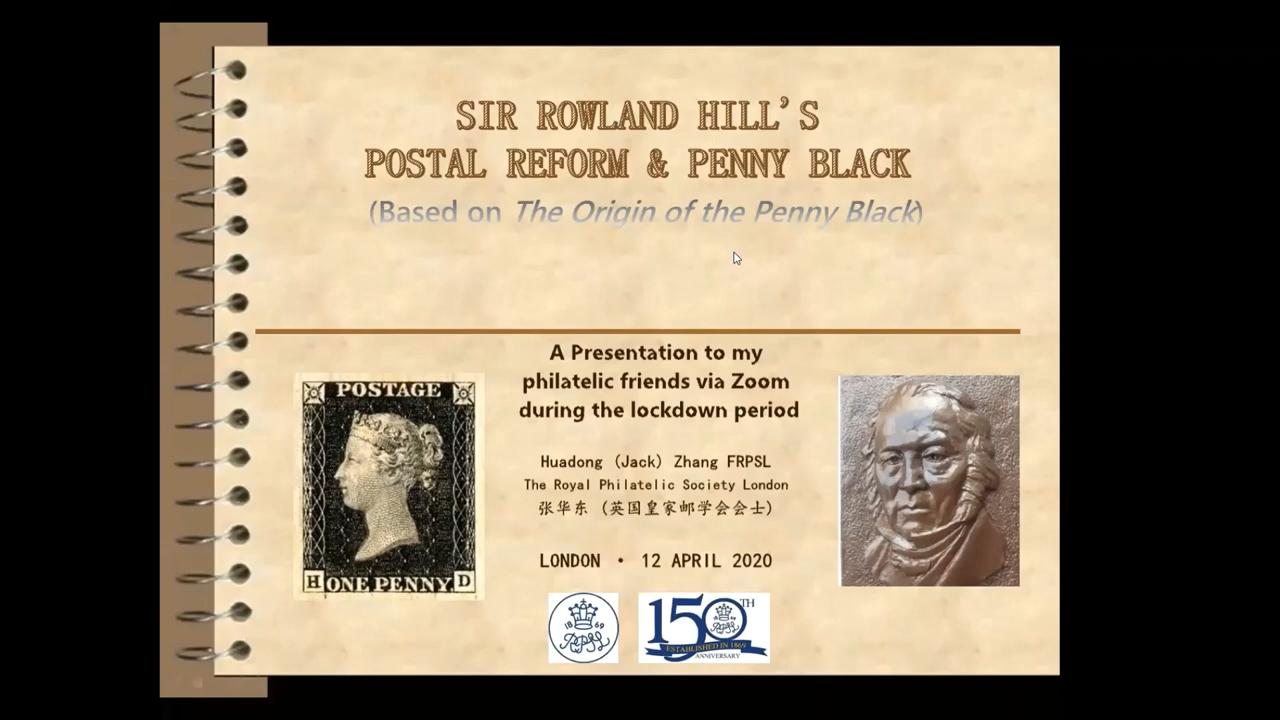 SIR ROWLAND HILL'S
POSTAL REFORM & PENNY BLACK
(Based on The Origin of the Penny Black)
A Presentation to my
philatelic friends via Zoom
during the lockdown period
POSTAGE
Huadong (Jack) Zhang FRPSL
The Royal Philatelic Society London
张华东 (英国皇家邮学会会士)
H ONE PENNY. D
LONDON · 12 APRIL 2020
18 69
RPSL
150TH
ESTABLISHED IN 1869
ANNIVERSARY